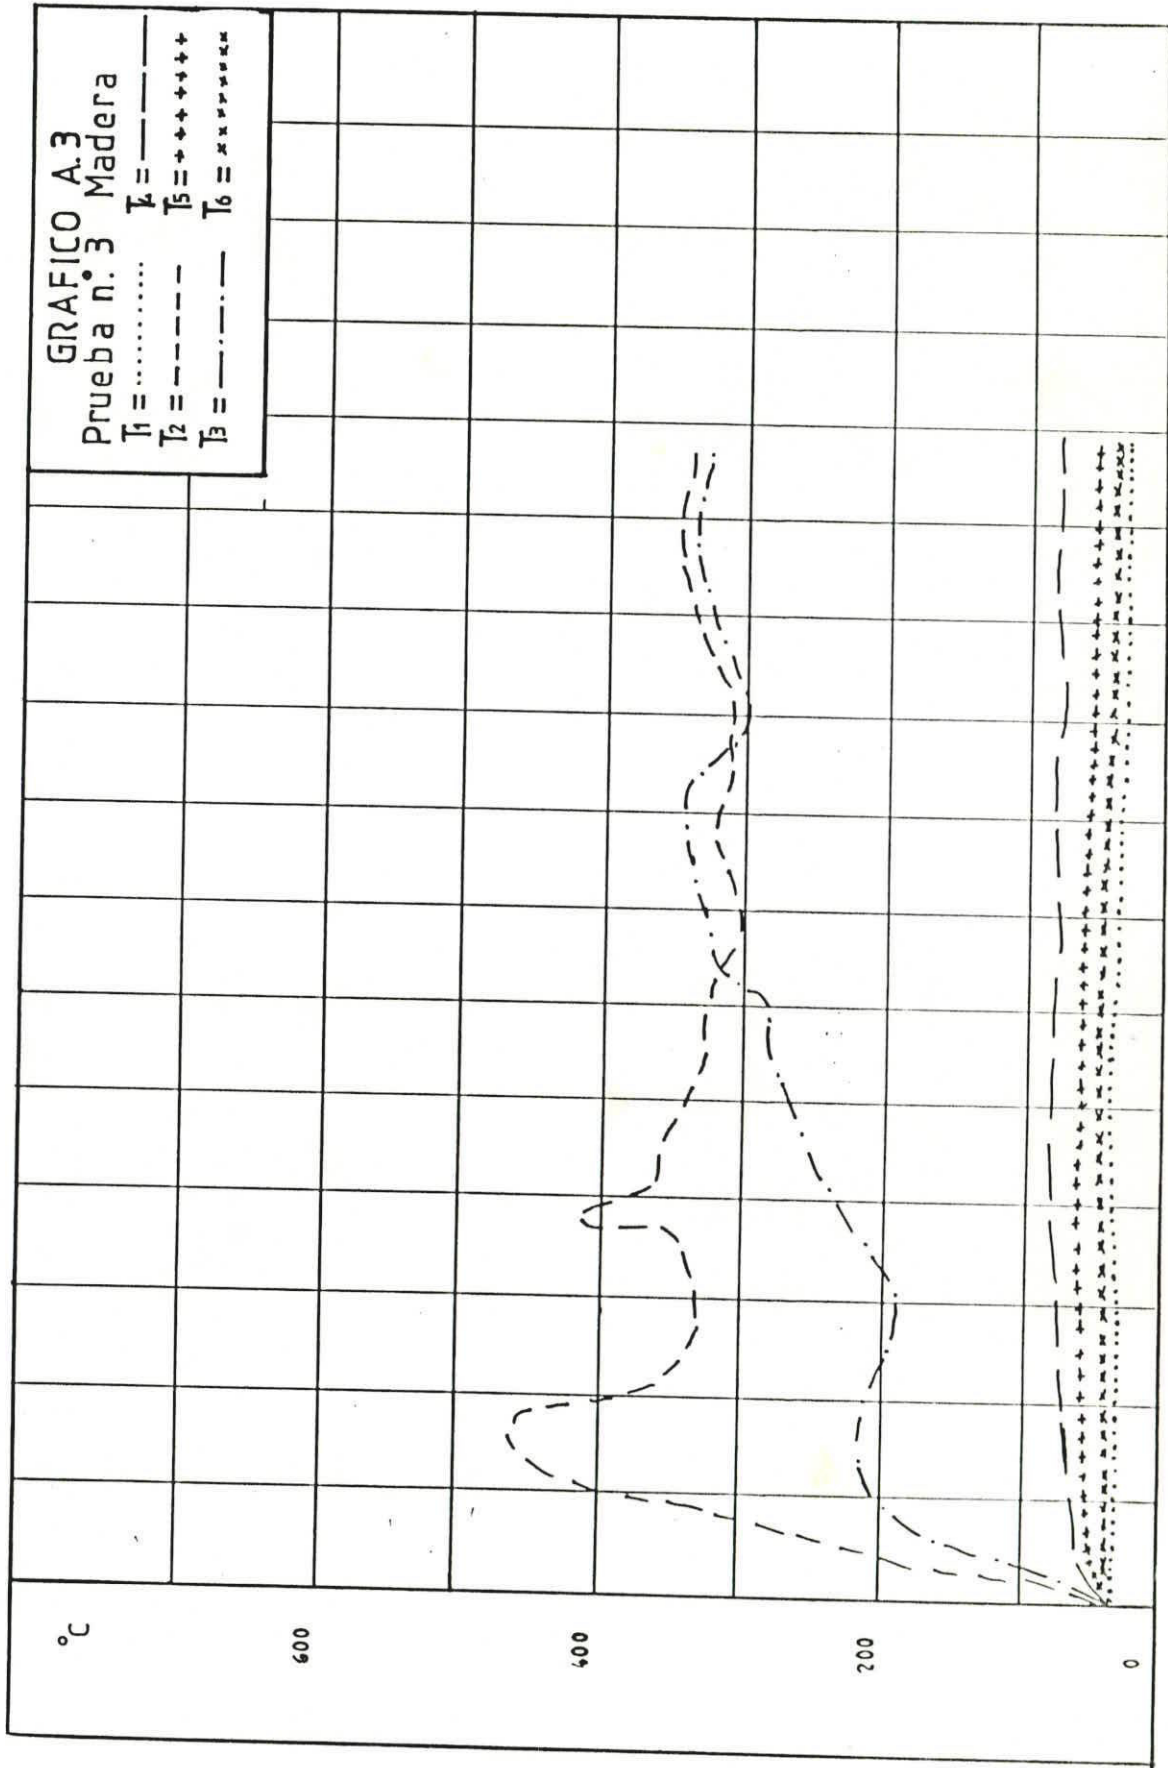 GRAFICO A.3
Prueba n.º 3 Madera
T1 = ............ T4 = — — —
T2 = - - - - - - T5 = + + + + + + +
T3 = —·—·— T6 = x x x x x x x x x
°C
600
400
200
0